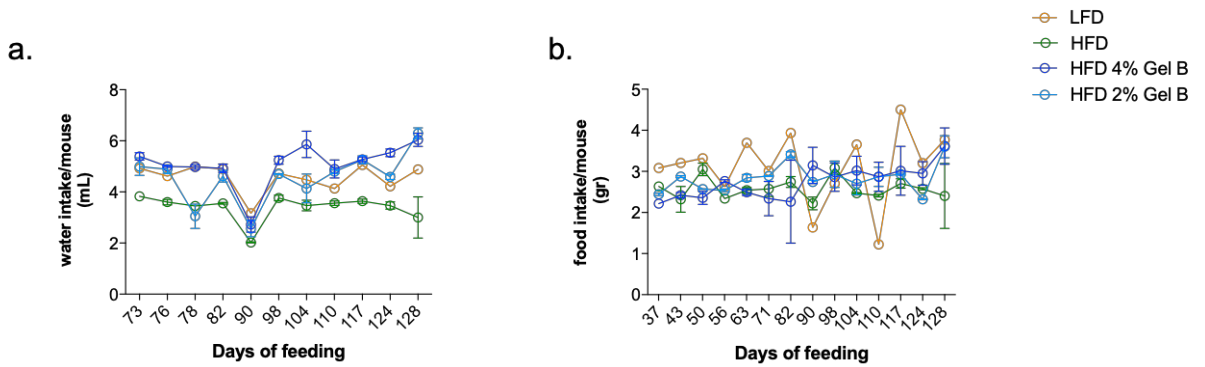 LFD
HFD
HFD 4% Gel B
HFD 2% Gel B
a.
b.
8
6
4
2
0
water intake/mouse
(mL)
73 76 78 82 90 98 104 110 117 124 128
Days of feeding
5
4
3
2
1
0
food intake/mouse
(gr)
37 43 50 56 63 71 82 90 98 104 110 117 124 128
Days of feeding